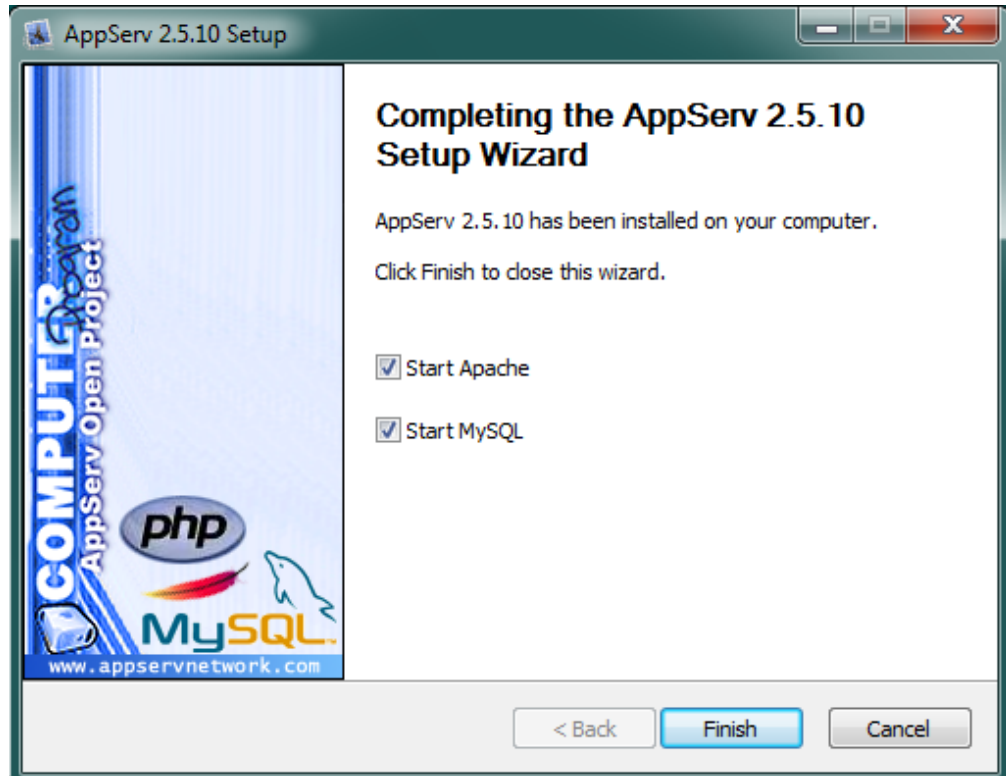 AppServ 2.5.10 Setup
Completing the AppServ 2.5.10
Setup Wizard
AppServ 2.5.10 has been installed on your computer.
Click Finish to close this wizard.
Start Apache
Start MySQL
COMPUTER
Program
AppServ Open Project
php
MySQL
www.appservnetwork.com
< Back
Finish
Cancel